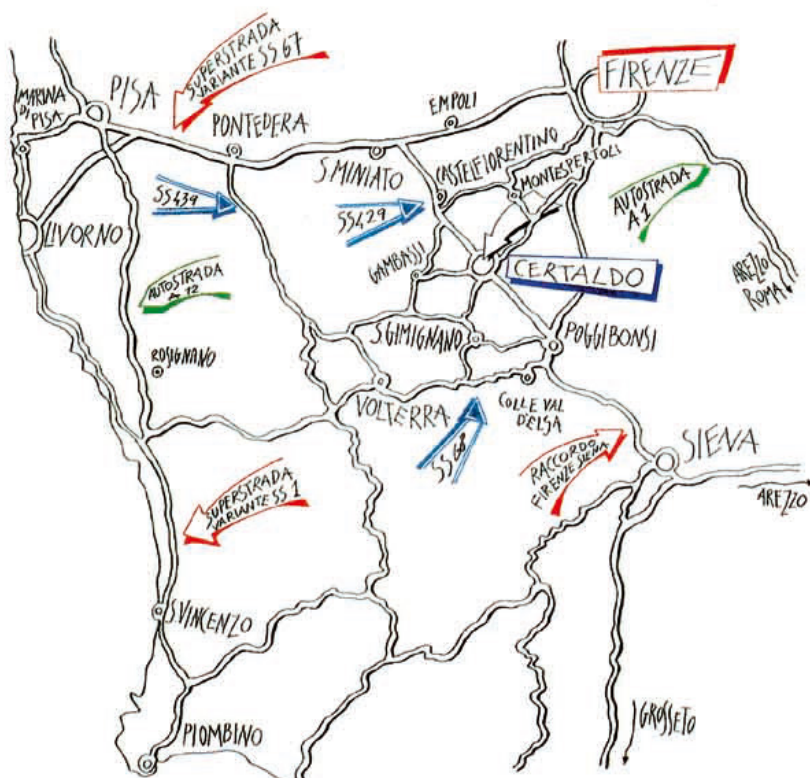 SUPERSTRADA
VARIANTE SS 67
FIRENZE
PISA
MARINA
DI PISA
EMPOLI
PONTEDERA
S.MINIATO
CASTELFIORENTINO
MONTESPERTOLI
SS439
SS429
AUTOSTRADA
A1
LIVORNO
GAMBASSI
CERTALDO
AREZZO
ROMA
AUTOSTRADA
A 12
S.GIMIGNANO
POGGIBONSI
ROSIGNANO
VOLTERRA
COLLE VAL
D'ELSA
SS 68
RACCORDO
FIRENZE SIENA
SIENA
AREZZO
SUPERSTRADA
VARIANTE SS 1
S.VINCENZO
GROSSETO
PIOMBINO